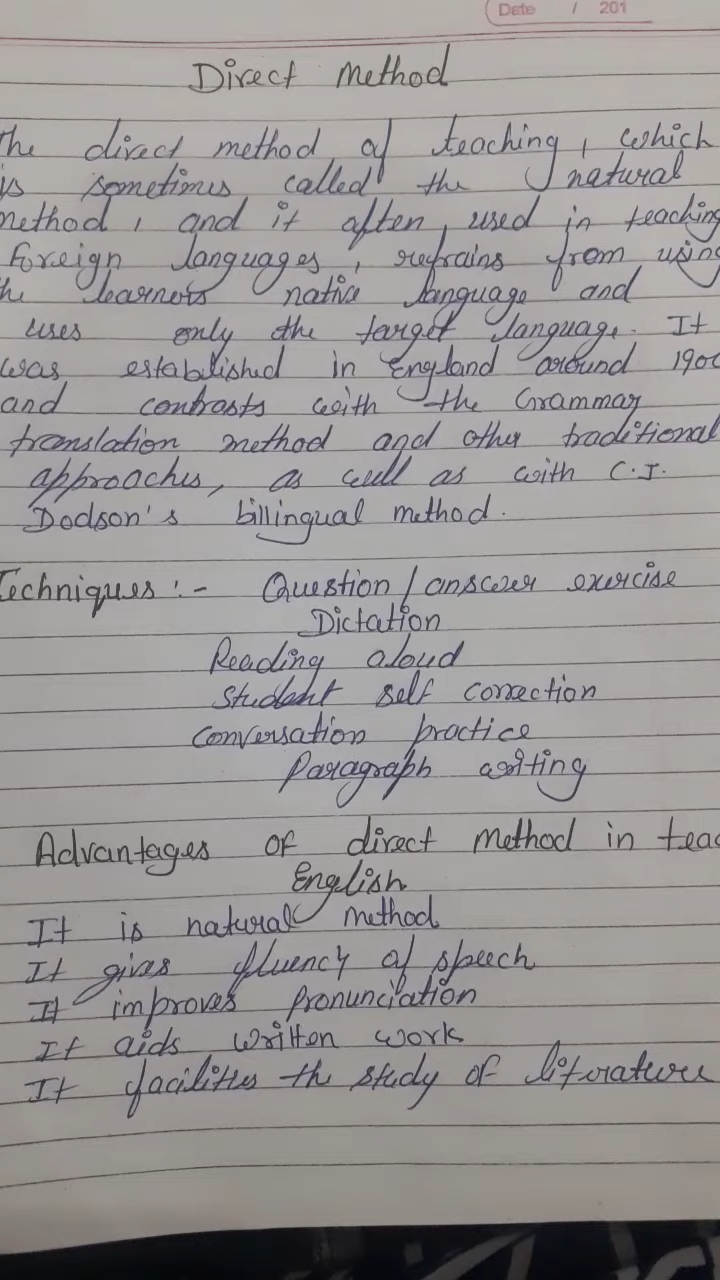 Date / 201
Direct Method
The direct method of teaching, which
is sometimes called the natural
method, and it often, used in teaching
foreign languages, refrains from using
the learners native language and
uses only the target language. It
was established in England around 1900
and contrasts with the Grammar
translation method and other traditional
approaches, as well as with C.J.
Dodson's billingual method.
Techniques :- Question / answer exercise
Dictation
Reading aloud
Student self correction
Conversation practice
Paragraph writing
Advantages of direct Method in teac
English
It is natural method
It gives fluency of speech
It improves pronunciation
It aids written work
It facilities the study of literature